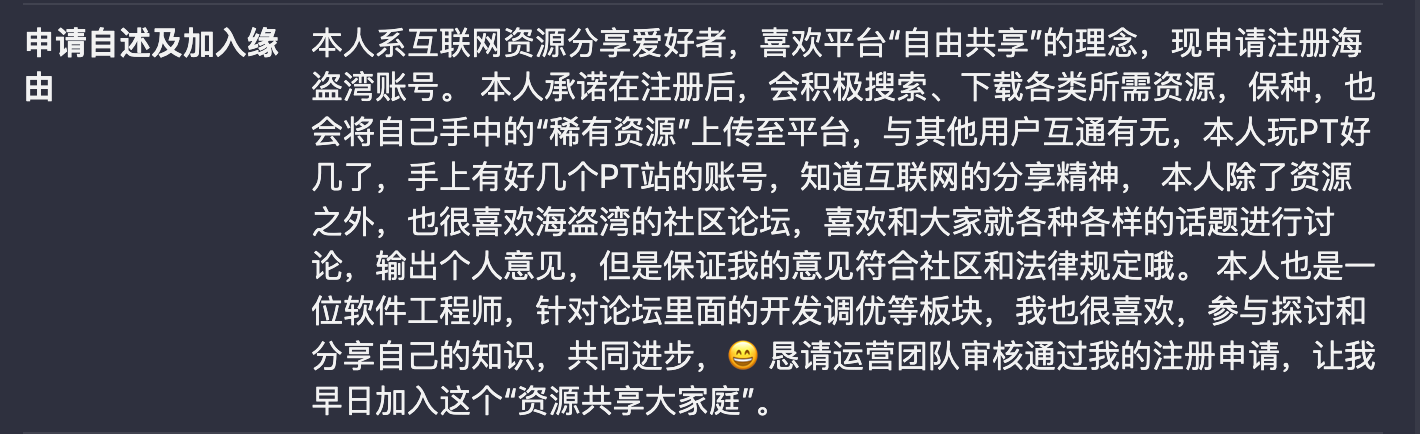 申请自述及加入缘
由
本人系互联网资源分享爱好者，喜欢平台“自由共享”的理念，现申请注册海
盗湾账号。 本人承诺在注册后，会积极搜索、下载各类所需资源，保种，也
会将自己手中的“稀有资源”上传至平台，与其他用户互通有无，本人玩PT好
几了，手上有好几个PT站的账号，知道互联网的分享精神， 本人除了资源
之外，也很喜欢海盗湾的社区论坛，喜欢和大家就各种各样的话题进行讨
论，输出个人意见，但是保证我的意见符合社区和法律规定哦。 本人也是一
位软件工程师，针对论坛里面的开发调优等板块，我也很喜欢，参与探讨和
分享自己的知识，共同进步，😄 恳请运营团队审核通过我的注册申请，让我
早日加入这个“资源共享大家庭”。